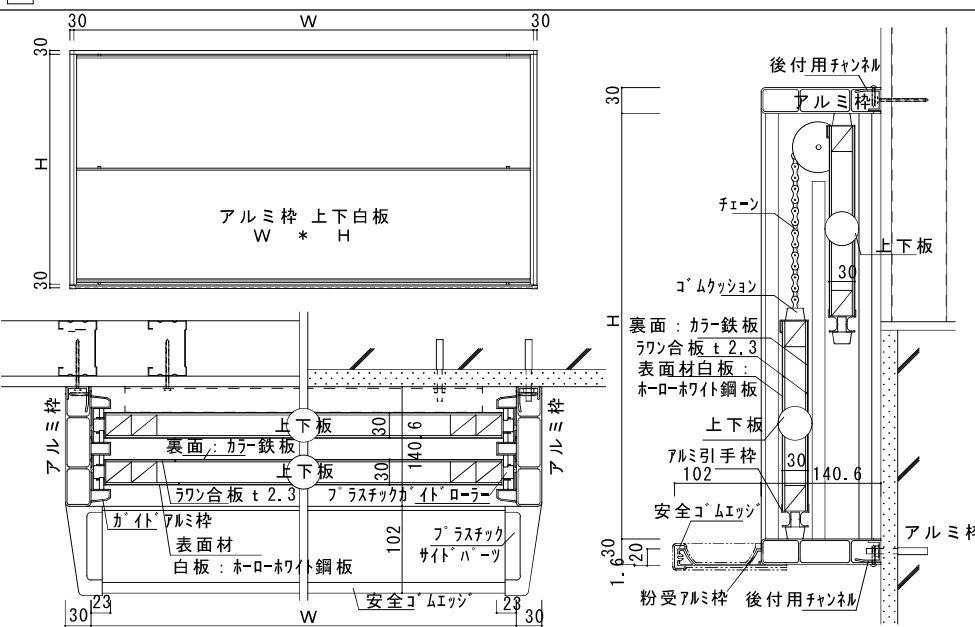 30 W 30
30
H
30
アルミ枠 上下白板
W * H
アルミ枠
上下板
30
140.6
裏面：カラー鉄板
上下板
30
ラワン合板 t 2.3
プラスチックガイドローラー
ガイドアルミ枠
表面材
白板：ホーローホワイト鋼板
102
プラスチック
サイドパーツ
安全ゴムエッジ
23
30
W
23
30
アルミ枠
後付用チャンネル
アルミ枠
30
チェーン
上下板
30
ゴムクッション
H
裏面：カラー鉄板
ラワン合板 t 2.3
表面材白板：
ホーローホワイト鋼板
上下板
アルミ引手枠
30
102
140.6
安全ゴムエッジ
アルミ枠
30
20
1.6
粉受アルミ枠
後付用チャンネル